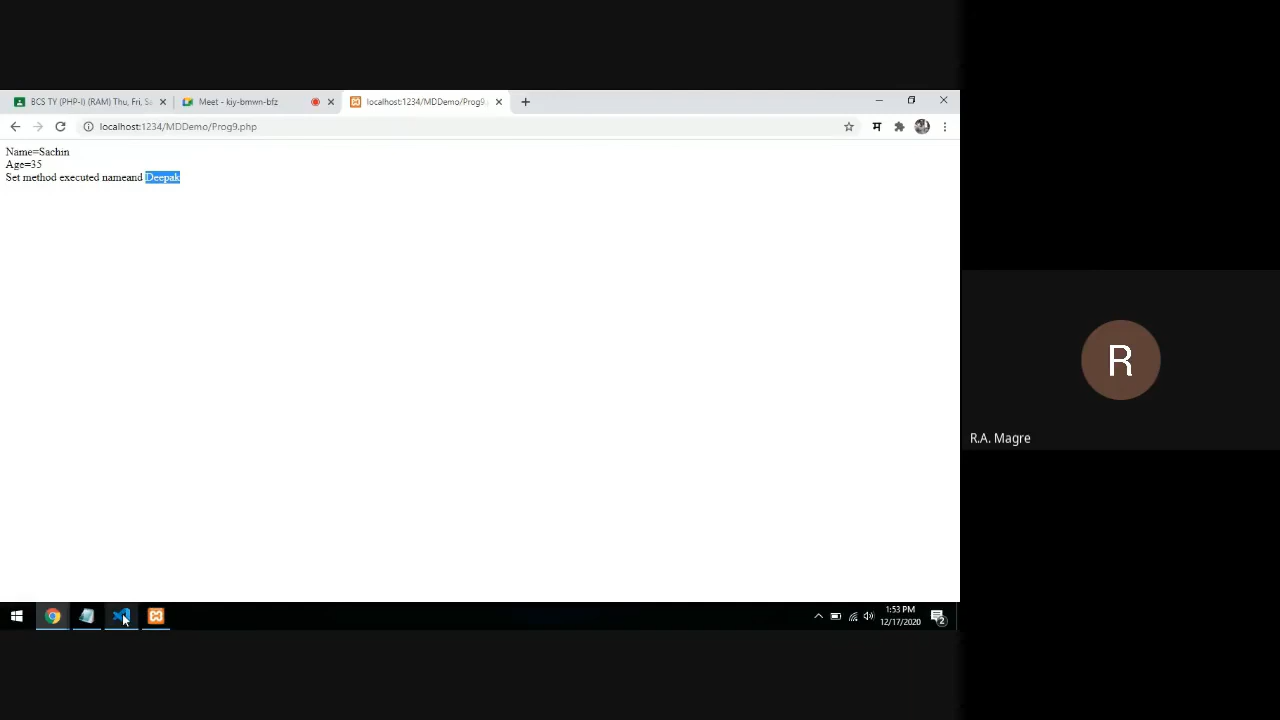 BCS TY (PHP-I) (RAM) Thu, Fri, Sa
Meet - kiy-bmwn-bfz
localhost:1234/MDDemo/Prog9.
localhost:1234/MDDemo/Prog9.php
म
Name=Sachin
Age=35
Set method executed nameand Deepak
R
R.A. Magre
1:53 PM
12/17/2020
2